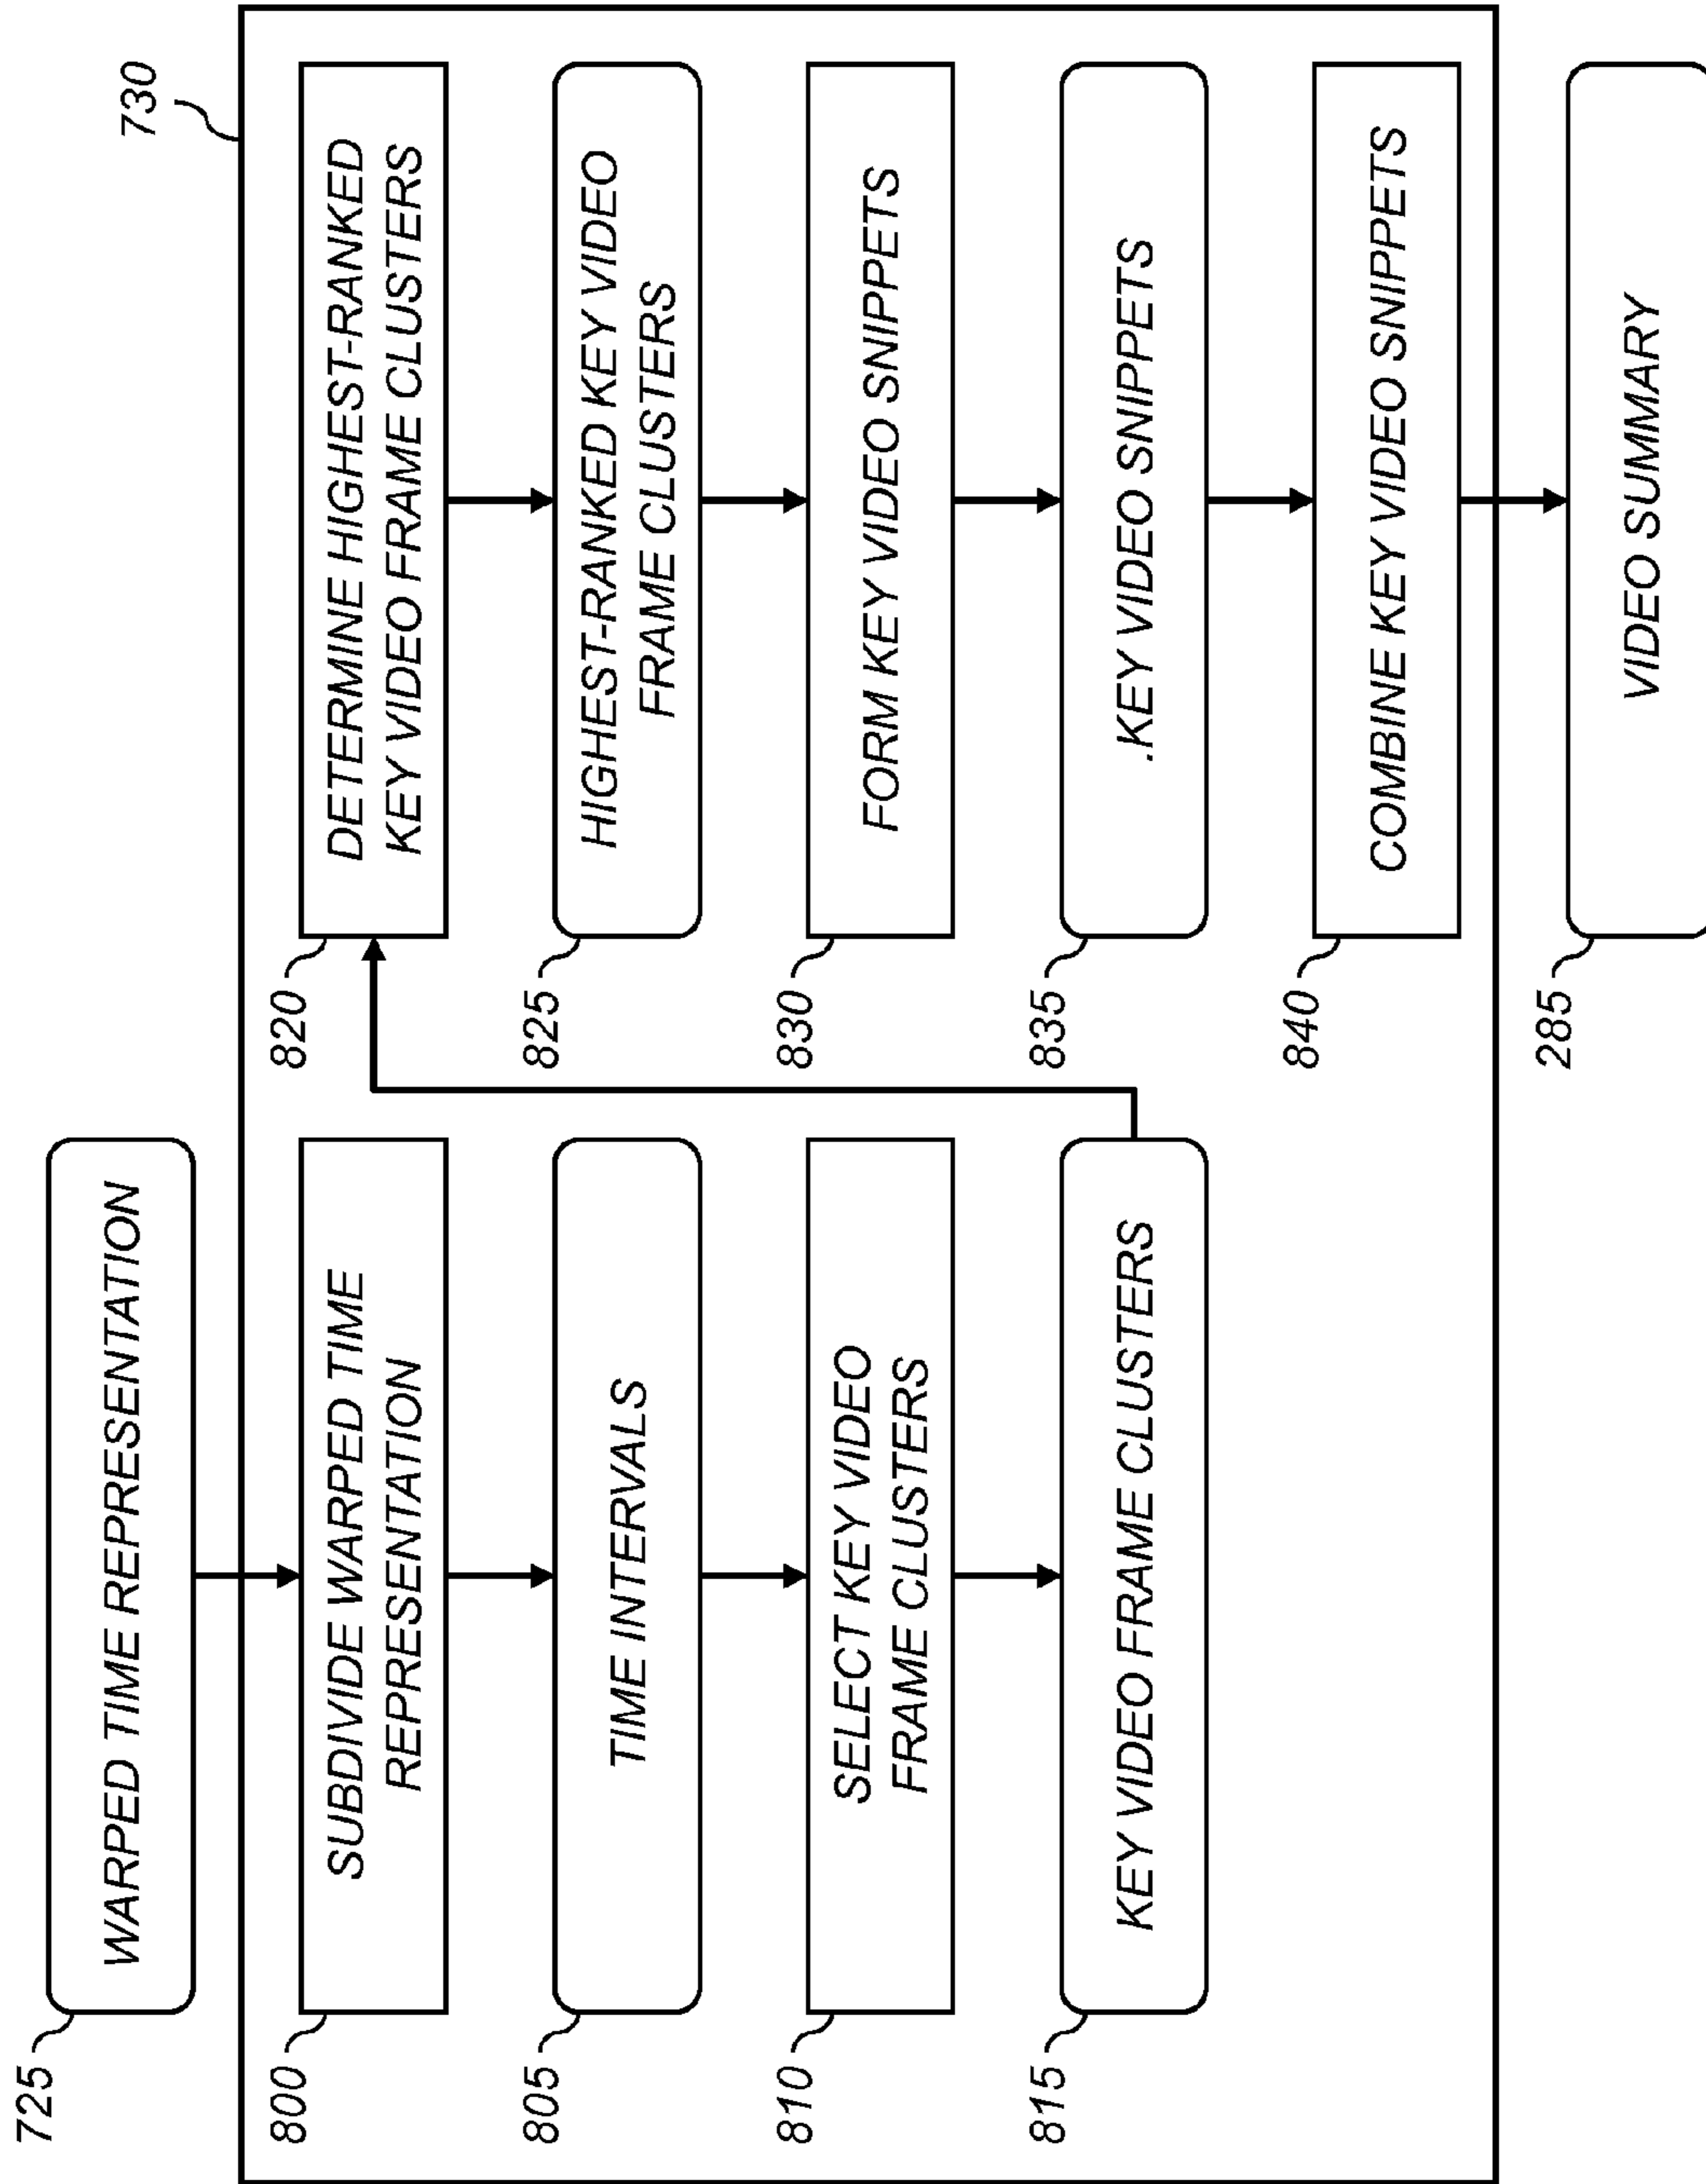 725
WARPED TIME REPRESENTATION
730
800
SUBDIVIDE WARPED TIME
REPRESENTATION
805
TIME INTERVALS
810
SELECT KEY VIDEO
FRAME CLUSTERS
815
KEY VIDEO FRAME CLUSTERS
820
DETERMINE HIGHEST-RANKED
KEY VIDEO FRAME CLUSTERS
825
HIGHEST-RANKED KEY VIDEO
FRAME CLUSTERS
830
FORM KEY VIDEO SNIPPETS
835
.KEY VIDEO SNIPPETS
840
COMBINE KEY VIDEO SNIPPETS
285
VIDEO SUMMARY